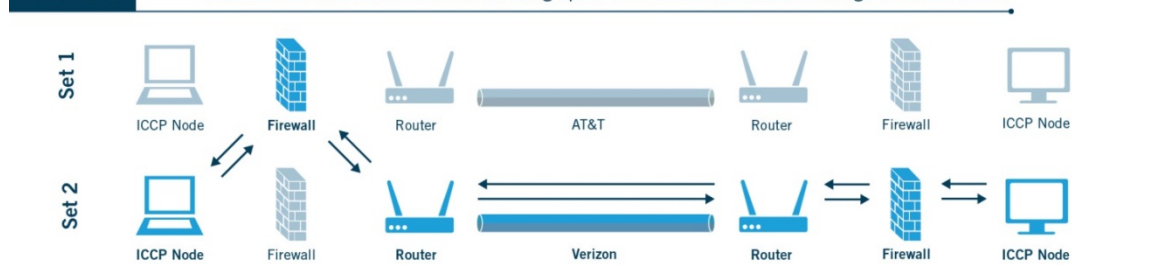 Set 1
ICCP Node
Firewall
Router
AT&T
Router
Firewall
ICCP Node
Set 2
ICCP Node
Firewall
Router
Verizon
Router
Firewall
ICCP Node